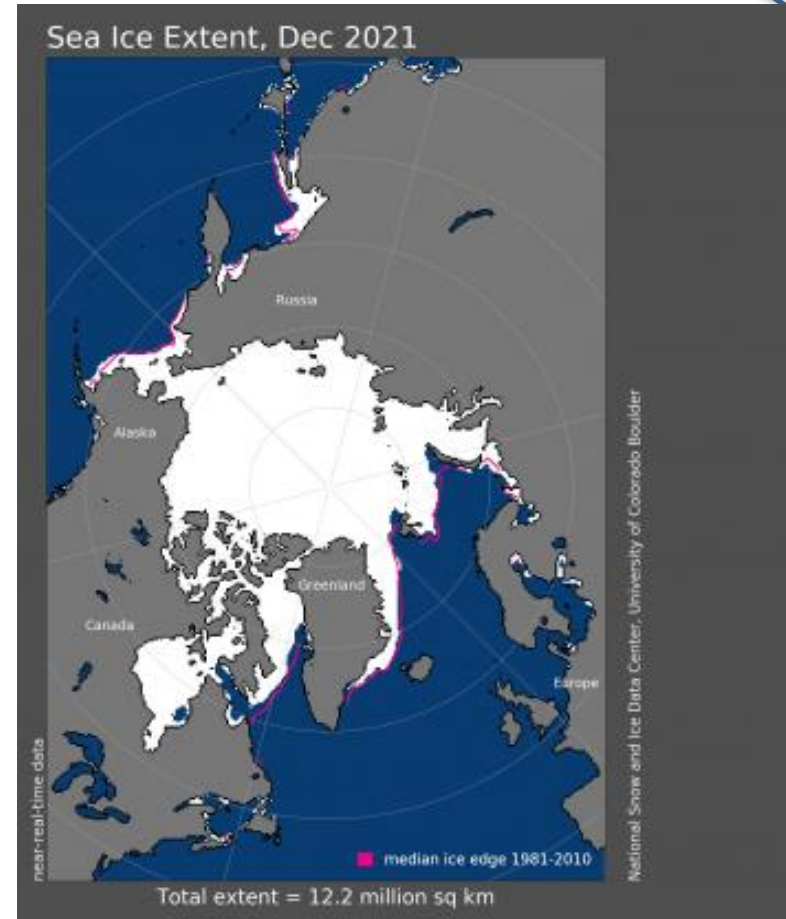 Sea Ice Extent, Dec 2021
Russia
Alaska
Greenland
Canada
Europe
near-real-time data
National Snow and Ice Data Center, University of Colorado Boulder
median ice edge 1981-2010
Total extent = 12.2 million sq km